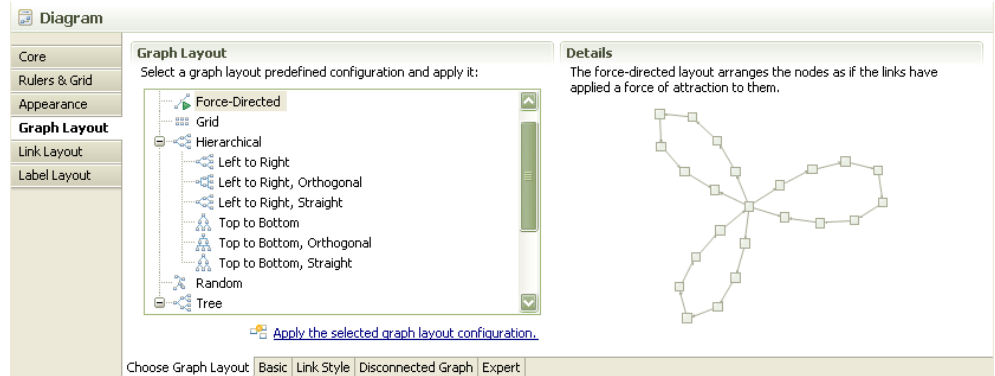 Diagram
Core
Rulers & Grid
Appearance
Graph Layout
Link Layout
Label Layout
Graph Layout
Select a graph layout predefined configuration and apply it:
Force-Directed
Grid
Hierarchical
Left to Right
Left to Right, Orthogonal
Left to Right, Straight
Top to Bottom
Top to Bottom, Orthogonal
Top to Bottom, Straight
Random
Tree
Apply the selected graph layout configuration.
Details
The force-directed layout arranges the nodes as if the links have
applied a force of attraction to them.
Choose Graph Layout Basic Link Style Disconnected Graph Expert